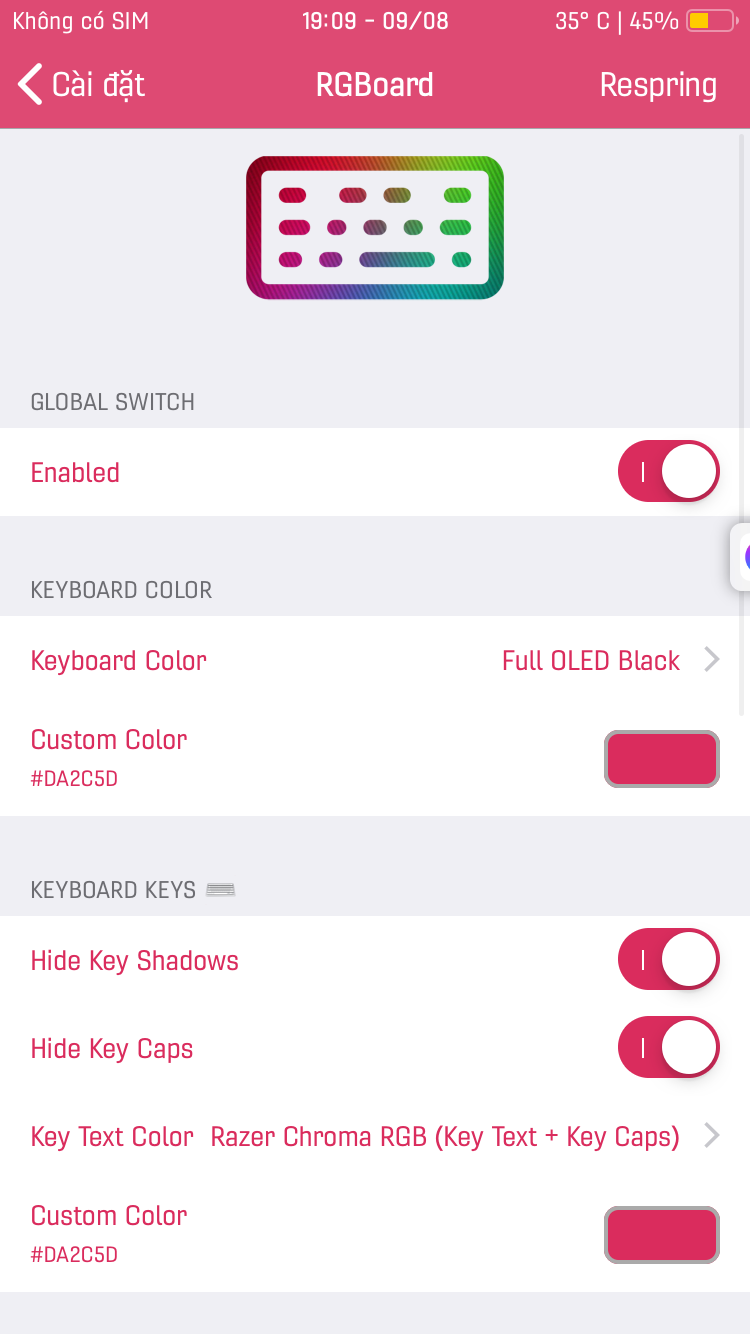 Không có SIM 19:09 - 09/08 35° C | 45%
Cài đặt RGBoard Respring
GLOBAL SWITCH
Enabled
KEYBOARD COLOR
Keyboard Color Full OLED Black
Custom Color
#DA2C5D
KEYBOARD KEYS
Hide Key Shadows
Hide Key Caps
Key Text Color Razer Chroma RGB (Key Text + Key Caps)
Custom Color
#DA2C5D